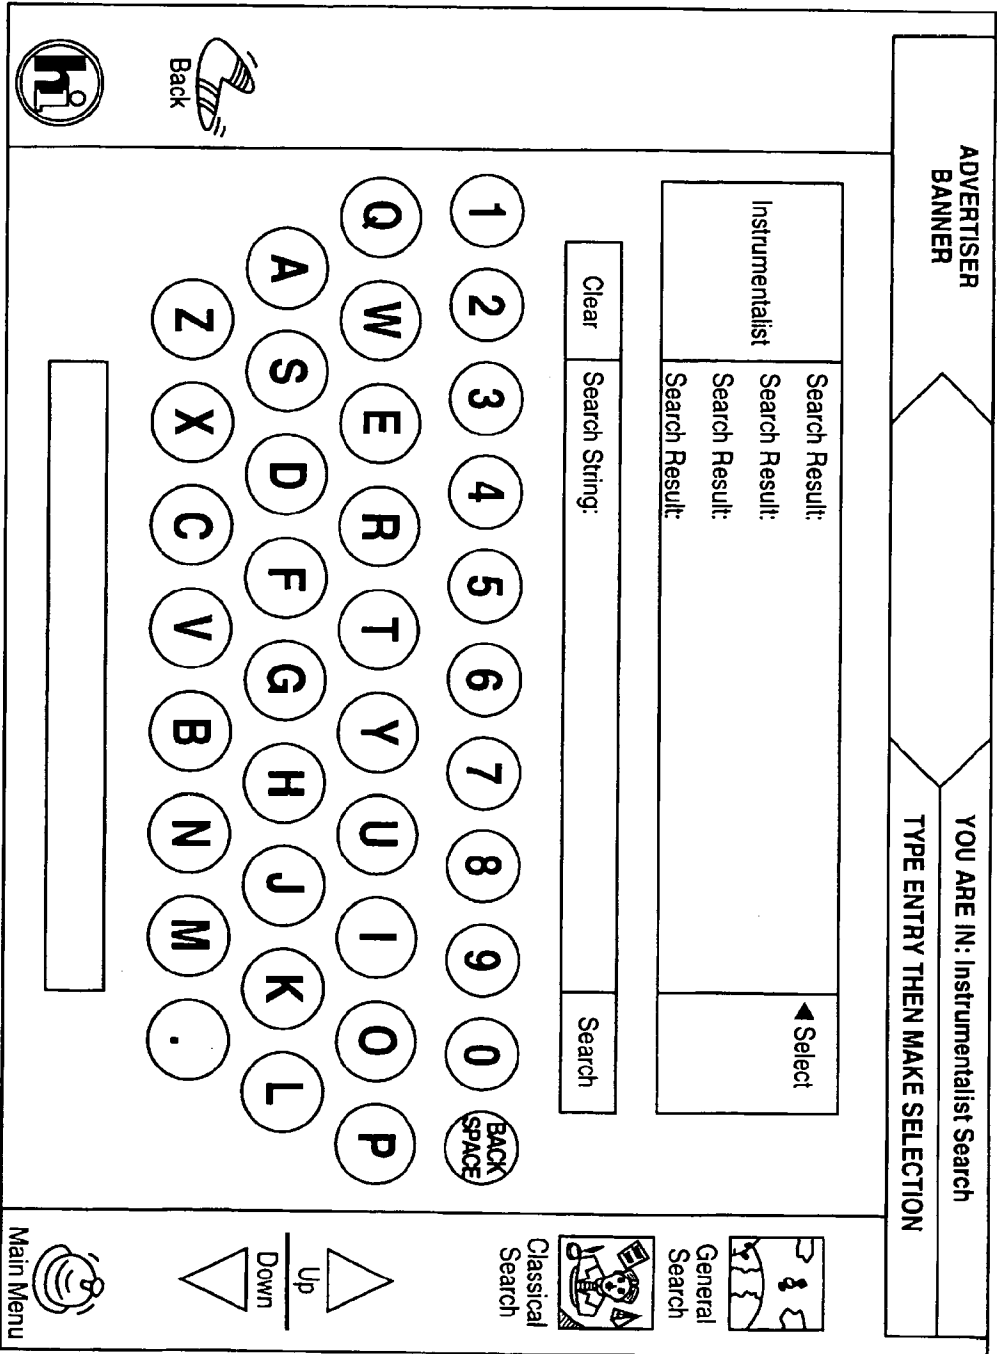 ADVERTISER
BANNER
YOU ARE IN: Instrumentalist Search
TYPE ENTRY THEN MAKE SELECTION
Instrumentalist
Search Result:
Search Result:
Search Result:
Search Result:
◀ Select
Clear
Search String:
Search
1 2 3 4 5 6 7 8 9 0 BACK SPACE
Q W E R T Y U I O P
A S D F G H J K L
Z X C V B N M .
Back
hi
General
Search
Classical
Search
Up
Down
Main Menu